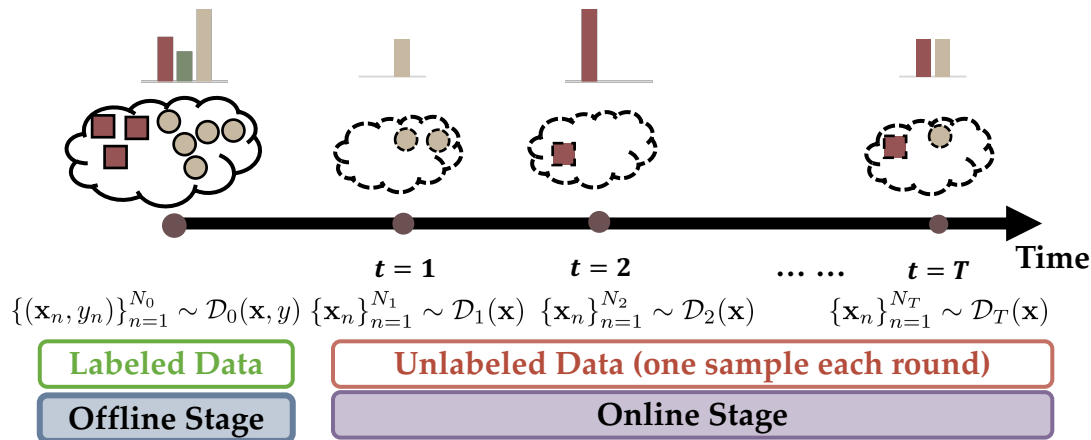 Time
t = 1 t = 2 ... ... t = T
{(x_n, y_n)}_{n=1}^{N_0} ∼ D_0(x, y) {x_n}_{n=1}^{N_1} ∼ D_1(x) {x_n}_{n=1}^{N_2} ∼ D_2(x) {x_n}_{n=1}^{N_T} ∼ D_T(x)
Labeled Data Unlabeled Data (one sample each round)
Offline Stage Online Stage